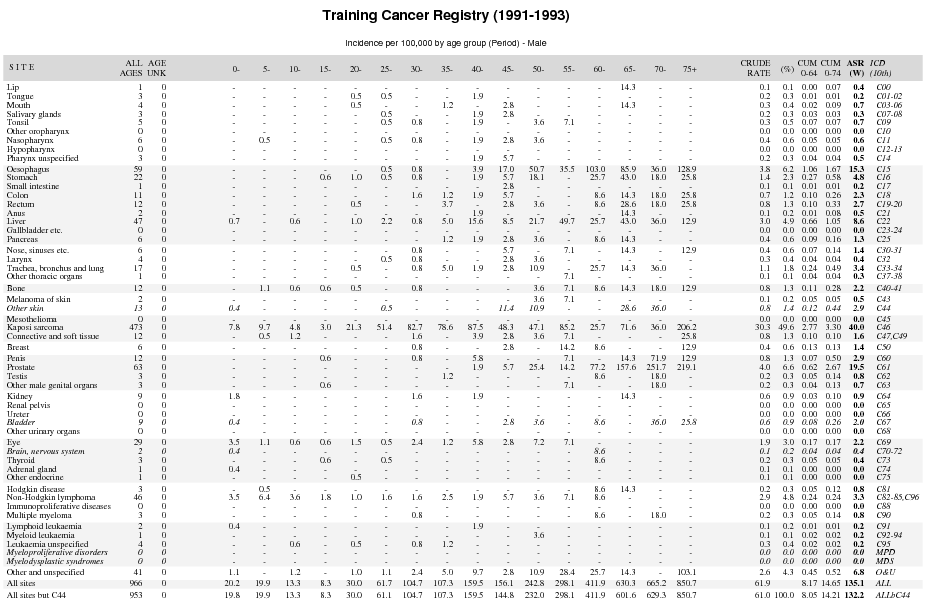 Training Cancer Registry (1991-1993)
Incidence per 100,000 by age group (Period) - Male
S I T E ALL AGES AGE UNK 0- 5- 10- 15- 20- 25- 30- 35- 40- 45- 50- 55- 60- 65- 70- 75+ CRUDE RATE (%) CUM 0-64 CUM 0-74 ASR (W) ICD (10th)
Lip 1 0 - - - - - - - - - - - - - 14.3 - - 0.1 0.1 0.00 0.07 0.4 C00
Tongue 3 0 - - - - 0.5 0.5 - - 1.9 - - - - - - - 0.2 0.3 0.01 0.01 0.2 C01-02
Mouth 4 0 - - - - 0.5 - - 1.2 - 2.8 - - - 14.3 - - 0.3 0.4 0.02 0.09 0.7 C03-06
Salivary glands 3 0 - - - - - 0.5 - - 1.9 2.8 - - - - - - 0.2 0.3 0.03 0.03 0.3 C07-08
Tonsil 5 0 - - - - - 0.5 0.8 - 1.9 - 3.6 7.1 - - - - 0.3 0.5 0.07 0.07 0.7 C09
Other oropharynx 0 0 - - - - - - - - - - - - - - - - 0.0 0.0 0.00 0.00 0.0 C10
Nasopharynx 6 0 - 0.5 - - - 0.5 0.8 - 1.9 2.8 3.6 - - - - - 0.4 0.6 0.05 0.05 0.6 C11
Hypopharynx 0 0 - - - - - - - - - - - - - - - - 0.0 0.0 0.00 0.00 0.0 C12-13
Pharynx unspecified 3 0 - - - - - - - - 1.9 5.7 - - - - - - 0.2 0.3 0.04 0.04 0.5 C14
Oesophagus 59 0 - - - - - 0.5 0.8 - 3.9 17.0 50.7 35.5 103.0 85.9 36.0 128.9 3.8 6.2 1.06 1.67 15.3 C15
Stomach 22 0 - - - 0.6 1.0 0.5 0.8 - 1.9 5.7 18.1 - 25.7 43.0 18.0 25.8 1.4 2.3 0.27 0.58 4.8 C16
Small intestine 1 0 - - - - - - - - - 2.8 - - - - - - 0.1 0.1 0.01 0.01 0.2 C17
Colon 11 0 - - - - - - 1.6 1.2 1.9 5.7 - - 8.6 14.3 18.0 25.8 0.7 1.2 0.10 0.26 2.3 C18
Rectum 12 0 - - - - 0.5 - - 3.7 - 2.8 3.6 - 8.6 28.6 18.0 25.8 0.8 1.3 0.10 0.33 2.7 C19-20
Anus 2 0 - - - - - - - - 1.9 - - - - 14.3 - - 0.1 0.2 0.01 0.08 0.5 C21
Liver 47 0 0.7 - 0.6 - 1.0 2.2 0.8 5.0 15.6 8.5 21.7 49.7 25.7 43.0 36.0 12.9 3.0 4.9 0.66 1.05 8.6 C22
Gallbladder etc. 0 0 - - - - - - - - - - - - - - - - 0.0 0.0 0.00 0.00 0.0 C23-24
Pancreas 6 0 - - - - - - - 1.2 1.9 2.8 3.6 - 8.6 14.3 - - 0.4 0.6 0.09 0.16 1.3 C25
Nose, sinuses etc. 6 0 - - - - - - 0.8 - - 5.7 - 7.1 - 14.3 - 12.9 0.4 0.6 0.07 0.14 1.4 C30-31
Larynx 4 0 - - - - - 0.5 0.8 - - 2.8 3.6 - - - - - 0.3 0.4 0.04 0.04 0.4 C32
Trachea, bronchus and lung 17 0 - - - - 0.5 - 0.8 5.0 1.9 2.8 10.9 - 25.7 14.3 36.0 - 1.1 1.8 0.24 0.49 3.4 C33-34
Other thoracic organs 1 0 - - - - - - - - - - - 7.1 - - - - 0.1 0.1 0.04 0.04 0.3 C37-38
Bone 12 0 - 1.1 0.6 0.6 0.5 - 0.8 - - - 3.6 7.1 8.6 14.3 18.0 12.9 0.8 1.3 0.11 0.28 2.2 C40-41
Melanoma of skin 2 0 - - - - - - - - - - 3.6 7.1 - - - - 0.1 0.2 0.05 0.05 0.5 C43
Other skin 13 0 0.4 - - - - 0.5 - - - 11.4 10.9 - - 28.6 36.0 - 0.8 1.4 0.12 0.44 2.9 C44
Mesothelioma 0 0 - - - - - - - - - - - - - - - - 0.0 0.0 0.00 0.00 0.0 C45
Kaposi sarcoma 473 0 7.8 9.7 4.8 3.0 21.3 51.4 82.7 78.6 87.5 48.3 47.1 85.2 25.7 71.6 36.0 206.2 30.3 49.6 2.77 3.30 40.0 C46
Connective and soft tissue 12 0 - 0.5 1.2 - - - 1.6 - 3.9 2.8 3.6 7.1 - - - 25.8 0.8 1.3 0.10 0.10 1.6 C47,C49
Breast 6 0 - - - - - - 0.8 - - 2.8 - 14.2 8.6 - - 12.9 0.4 0.6 0.13 0.13 1.4 C50
Penis 12 0 - - - 0.6 - - 0.8 - 5.8 - - 7.1 - 14.3 71.9 12.9 0.8 1.3 0.07 0.50 2.9 C60
Prostate 63 0 - - - - - - - - 1.9 5.7 25.4 14.2 77.2 157.6 251.7 219.1 4.0 6.6 0.62 2.67 19.5 C61
Testis 3 0 - - - - - - - 1.2 - - - - 8.6 - 18.0 - 0.2 0.3 0.05 0.14 0.8 C62
Other male genital organs 3 0 - - - 0.6 - - - - - - - 7.1 - - 18.0 - 0.2 0.3 0.04 0.13 0.7 C63
Kidney 9 0 1.8 - - - - - 1.6 - 1.9 - - - - 14.3 - - 0.6 0.9 0.03 0.10 0.9 C64
Renal pelvis 0 0 - - - - - - - - - - - - - - - - 0.0 0.0 0.00 0.00 0.0 C65
Ureter 0 0 - - - - - - - - - - - - - - - - 0.0 0.0 0.00 0.00 0.0 C66
Bladder 9 0 0.4 - - - - - 0.8 - - 2.8 3.6 - 8.6 - 36.0 25.8 0.6 0.9 0.08 0.26 2.0 C67
Other urinary organs 0 0 - - - - - - - - - - - - - - - - 0.0 0.0 0.00 0.00 0.0 C68
Eye 29 0 3.5 1.1 0.6 0.6 1.5 0.5 2.4 1.2 5.8 2.8 7.2 7.1 - - - - 1.9 3.0 0.17 0.17 2.2 C69
Brain, nervous system 2 0 0.4 - - - - - - - - - - - 8.6 - - - 0.1 0.2 0.04 0.04 0.4 C70-72
Thyroid 3 0 - - - 0.6 - 0.5 - - - - - - 8.6 - - - 0.2 0.3 0.05 0.05 0.4 C73
Adrenal gland 1 0 0.4 - - - - - - - - - - - - - - - 0.1 0.1 0.00 0.00 0.0 C74
Other endocrine 1 0 - - - - 0.5 - - - - - - - - - - - 0.1 0.1 0.00 0.00 0.0 C75
Hodgkin disease 3 0 - 0.5 - - - - - - - - - - 8.6 14.3 - - 0.2 0.3 0.05 0.12 0.8 C81
Non-Hodgkin lymphoma 46 0 3.5 6.4 3.6 1.8 1.0 1.6 1.6 2.5 1.9 5.7 3.6 7.1 8.6 - - - 2.9 4.8 0.24 0.24 3.3 C82-85,C96
Immunoproliferative diseases 0 0 - - - - - - - - - - - - - - - - 0.0 0.0 0.00 0.00 0.0 C88
Multiple myeloma 3 0 - - - - - - 0.8 - - - - - 8.6 - 18.0 - 0.2 0.3 0.05 0.14 0.8 C90
Lymphoid leukaemia 2 0 0.4 - - - - - - - 1.9 - - - - - - - 0.1 0.2 0.01 0.01 0.2 C91
Myeloid leukaemia 1 0 - - - - - - - - - - 3.6 - - - - - 0.1 0.1 0.02 0.02 0.2 C92-94
Leukaemia unspecified 4 0 - - 0.6 - 0.5 - 0.8 1.2 - - - - - - - - 0.3 0.4 0.02 0.02 0.2 C95
Myeloproliferative disorders 0 0 - - - - - - - - - - - - - - - - 0.0 0.0 0.00 0.00 0.0 MPD
Myelodysplastic syndromes 0 0 - - - - - - - - - - - - - - - - 0.0 0.0 0.00 0.00 0.0 MDS
Other and unspecified 41 0 1.1 - 1.2 - 1.0 1.1 2.4 5.0 9.7 2.8 10.9 28.4 25.7 14.3 - 103.1 2.6 4.3 0.45 0.52 6.8 O&U
All sites 966 0 20.2 19.9 13.3 8.3 30.0 61.7 104.7 107.3 159.5 156.1 242.8 298.1 411.9 630.3 665.2 850.7 61.9 8.17 14.65 135.1 ALL
All sites but C44 953 0 19.8 19.9 13.3 8.3 30.0 61.1 104.7 107.3 159.5 144.8 232.0 298.1 411.9 601.6 629.3 850.7 61.0 100.0 8.05 14.21 132.2 ALLbC44